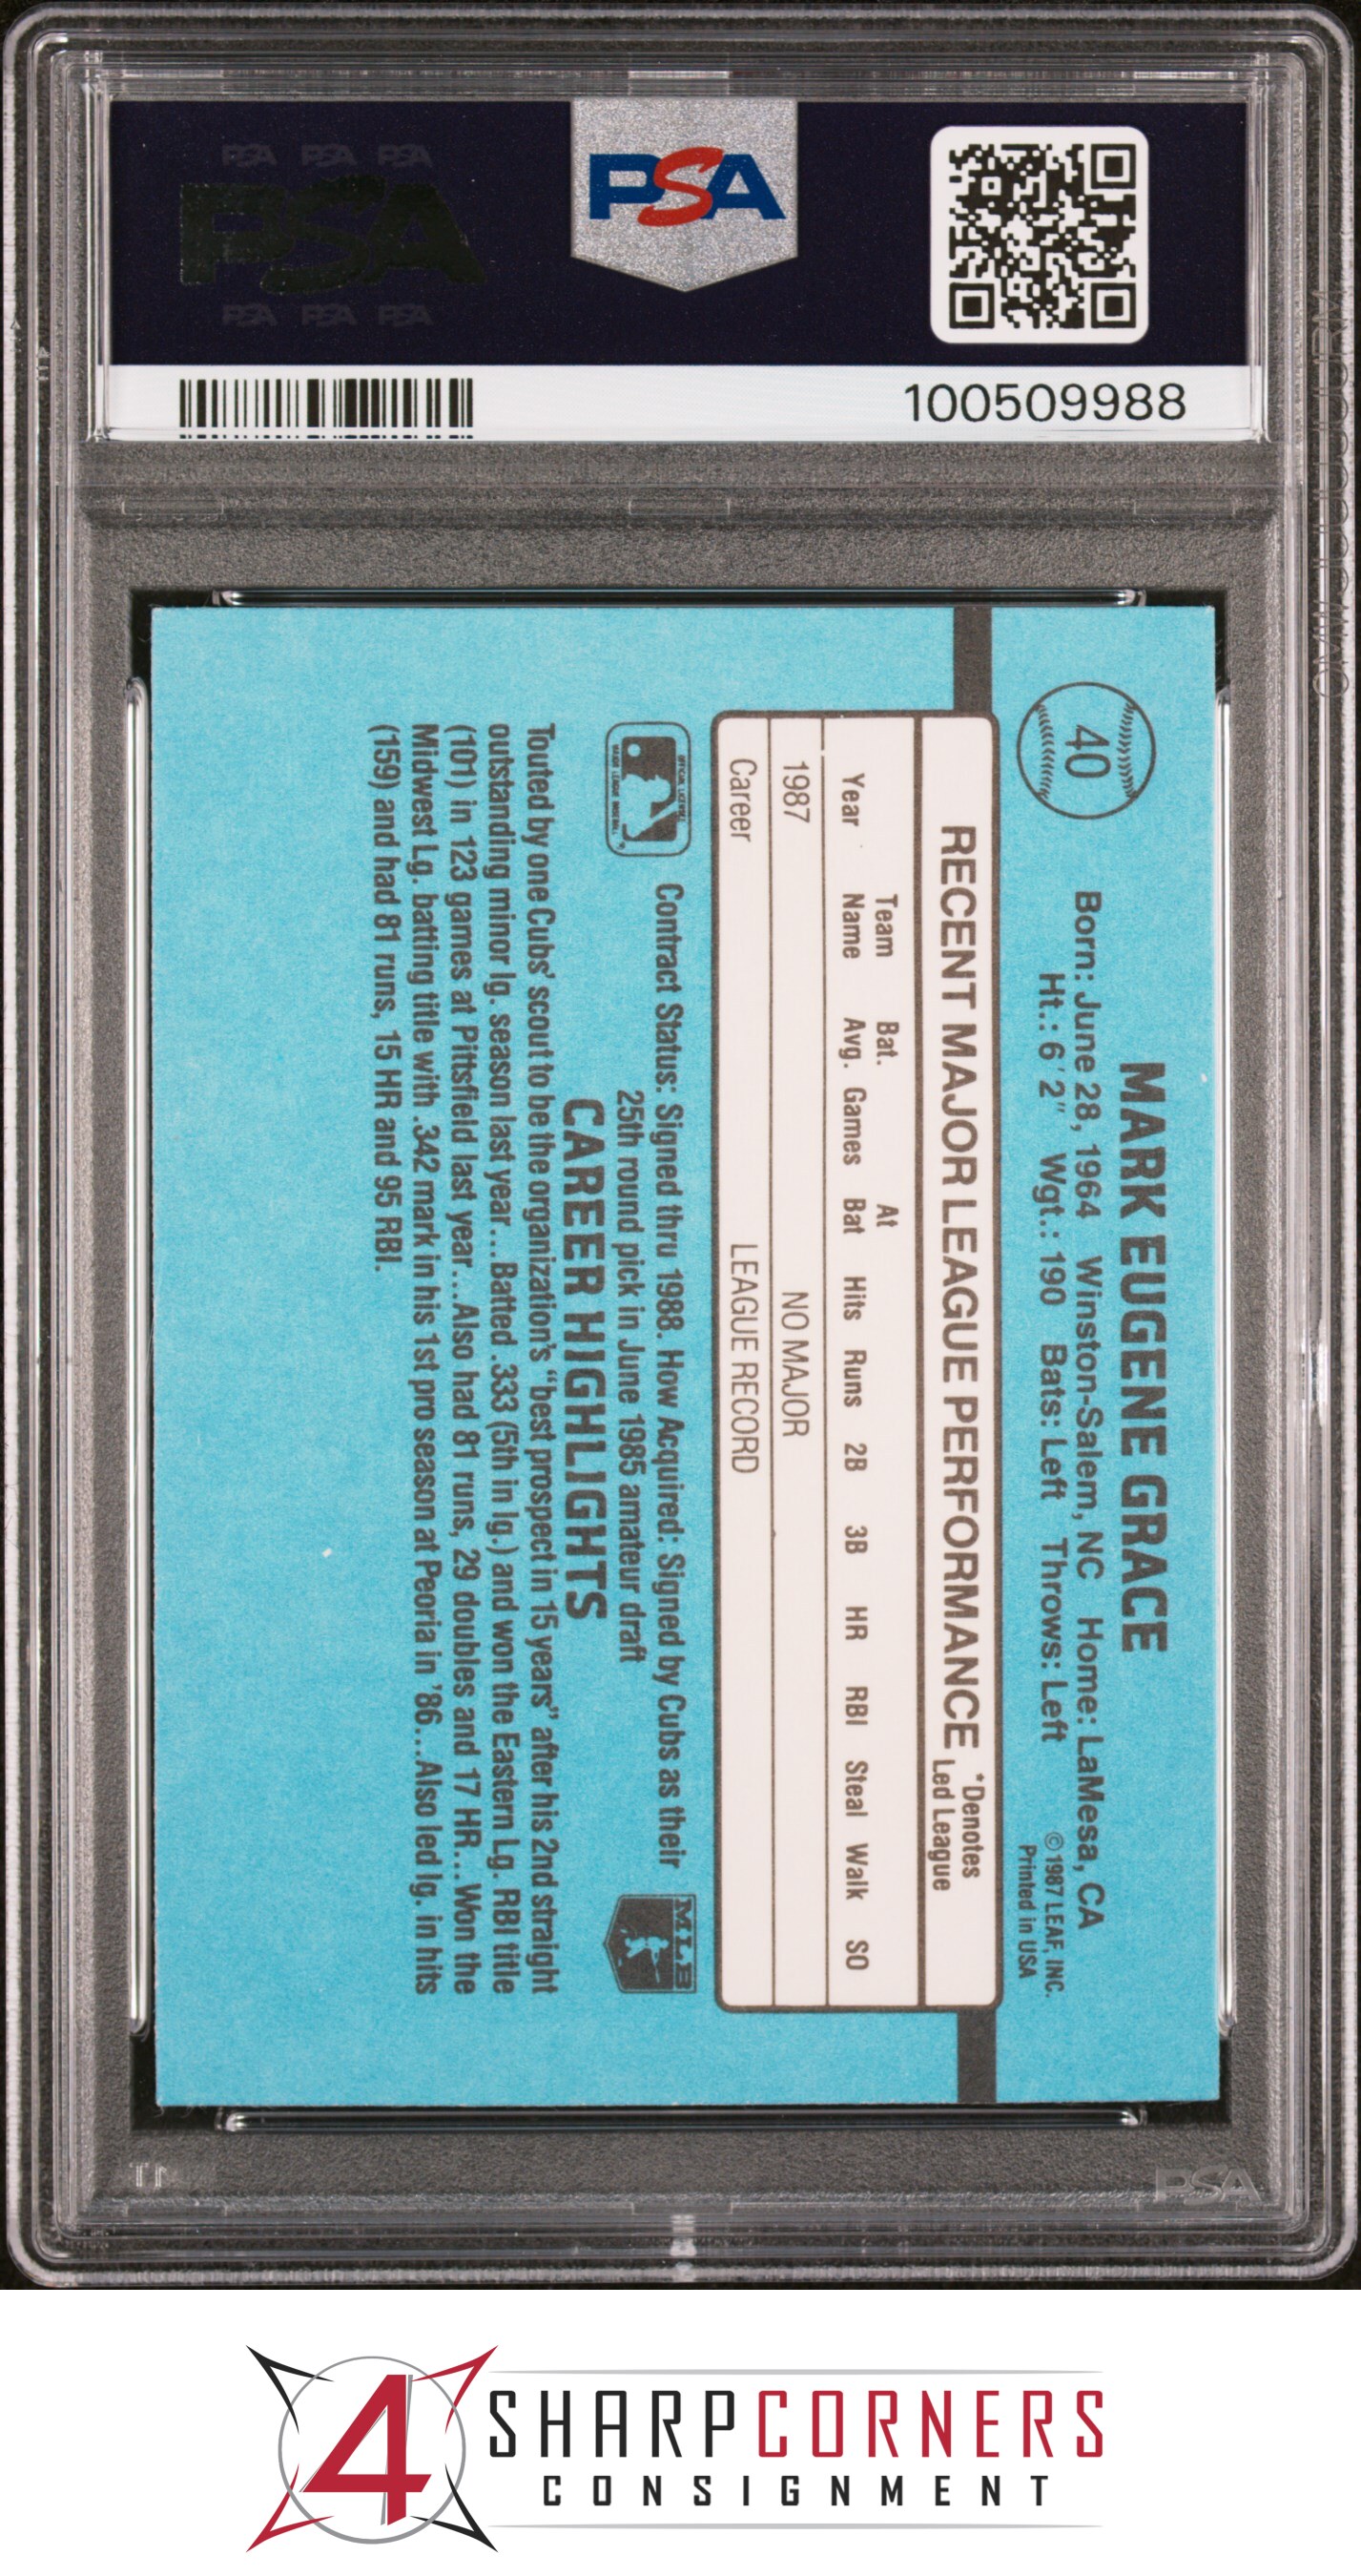 PSA PSA PSA
PSA
PSA PSA PSA
PSA
100509988
40
MARK EUGENE GRACE
Born: June 28, 1964 Winston-Salem, NC Home: LaMesa, CA
Ht.: 6'2" Wgt.: 190 Bats: Left Throws: Left
©1987 LEAF, INC.
Printed in USA
RECENT MAJOR LEAGUE PERFORMANCE
*Denotes
Led League
Team Bat. At
Year Name Avg. Games Bat Hits Runs 2B 3B HR RBI Steal Walk SO
1987 NO MAJOR
Career LEAGUE RECORD
MLB
Contract Status: Signed thru 1988. How Acquired: Signed by Cubs as their
25th round pick in June 1985 amateur draft
CAREER HIGHLIGHTS
Touted by one Cubs' scout to be the organization's “best prospect in 15 years” after his 2nd straight
outstanding minor lg. season last year...Batted .333 (5th in lg.) and won the Eastern Lg. RBI title
(101) in 123 games at Pittsfield last year...Also had 81 runs, 29 doubles and 17 HR...Won the
Midwest Lg. batting title with .342 mark in his 1st pro season at Peoria in '86...Also led lg. in hits
(159) and had 81 runs, 15 HR and 95 RBI.
PSA
4
SHARPCORNERS
CONSIGNMENT